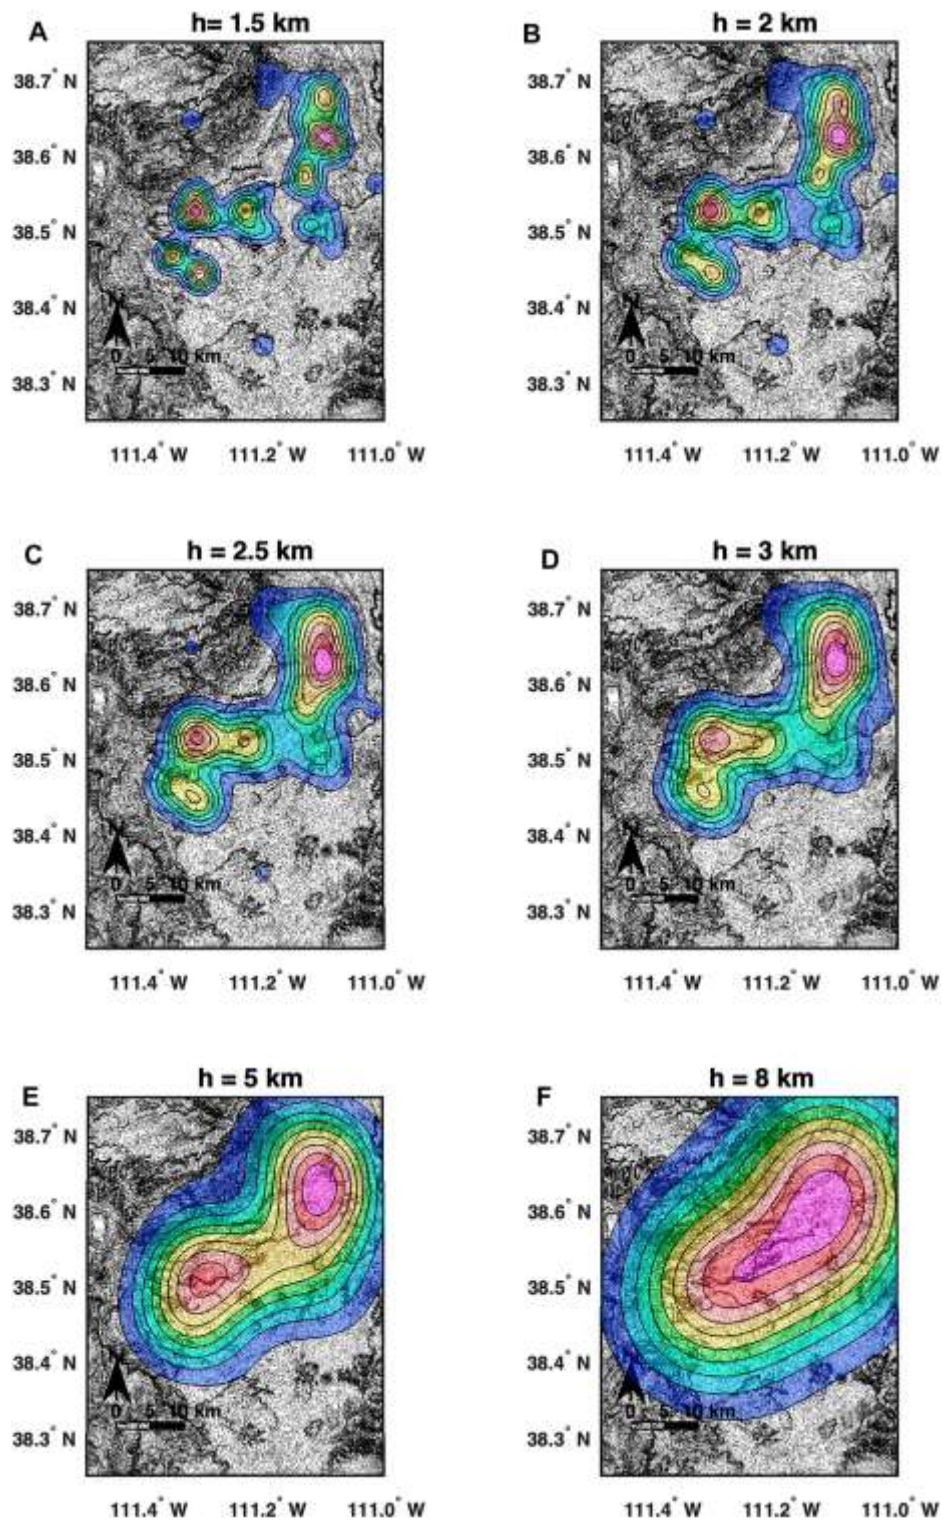 A h= 1.5 km B h = 2 km
38.7° N 38.7° N
38.6° N 38.6° N
38.5° N 38.5° N
38.4° N 38.4° N
N N
0 5 10 km 0 5 10 km
38.3° N 38.3° N
111.4° W 111.2° W 111.0° W 111.4° W 111.2° W 111.0° W
C h = 2.5 km D h = 3 km
38.7° N 38.7° N
38.6° N 38.6° N
38.5° N 38.5° N
38.4° N 38.4° N
N N
0 5 10 km 0 5 10 km
38.3° N 38.3° N
111.4° W 111.2° W 111.0° W 111.4° W 111.2° W 111.0° W
E h = 5 km F h = 8 km
38.7° N 38.7° N
38.6° N 38.6° N
38.5° N 38.5° N
38.4° N 38.4° N
N N
0 5 10 km 0 5 10 km
38.3° N 38.3° N
111.4° W 111.2° W 111.0° W 111.4° W 111.2° W 111.0° W